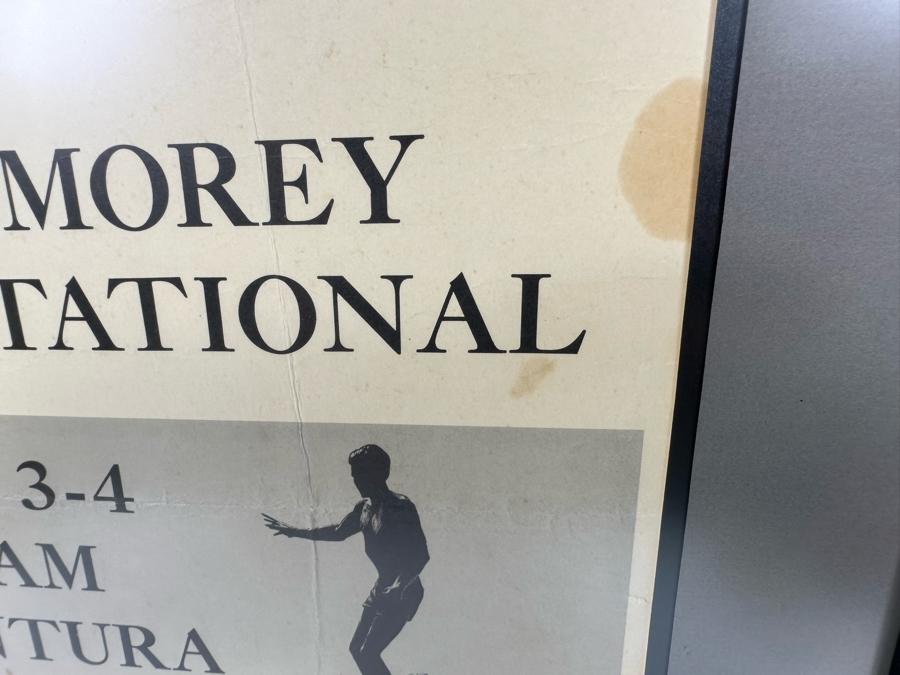 MOREY
TATIONAL
3-4
AM
NTURA